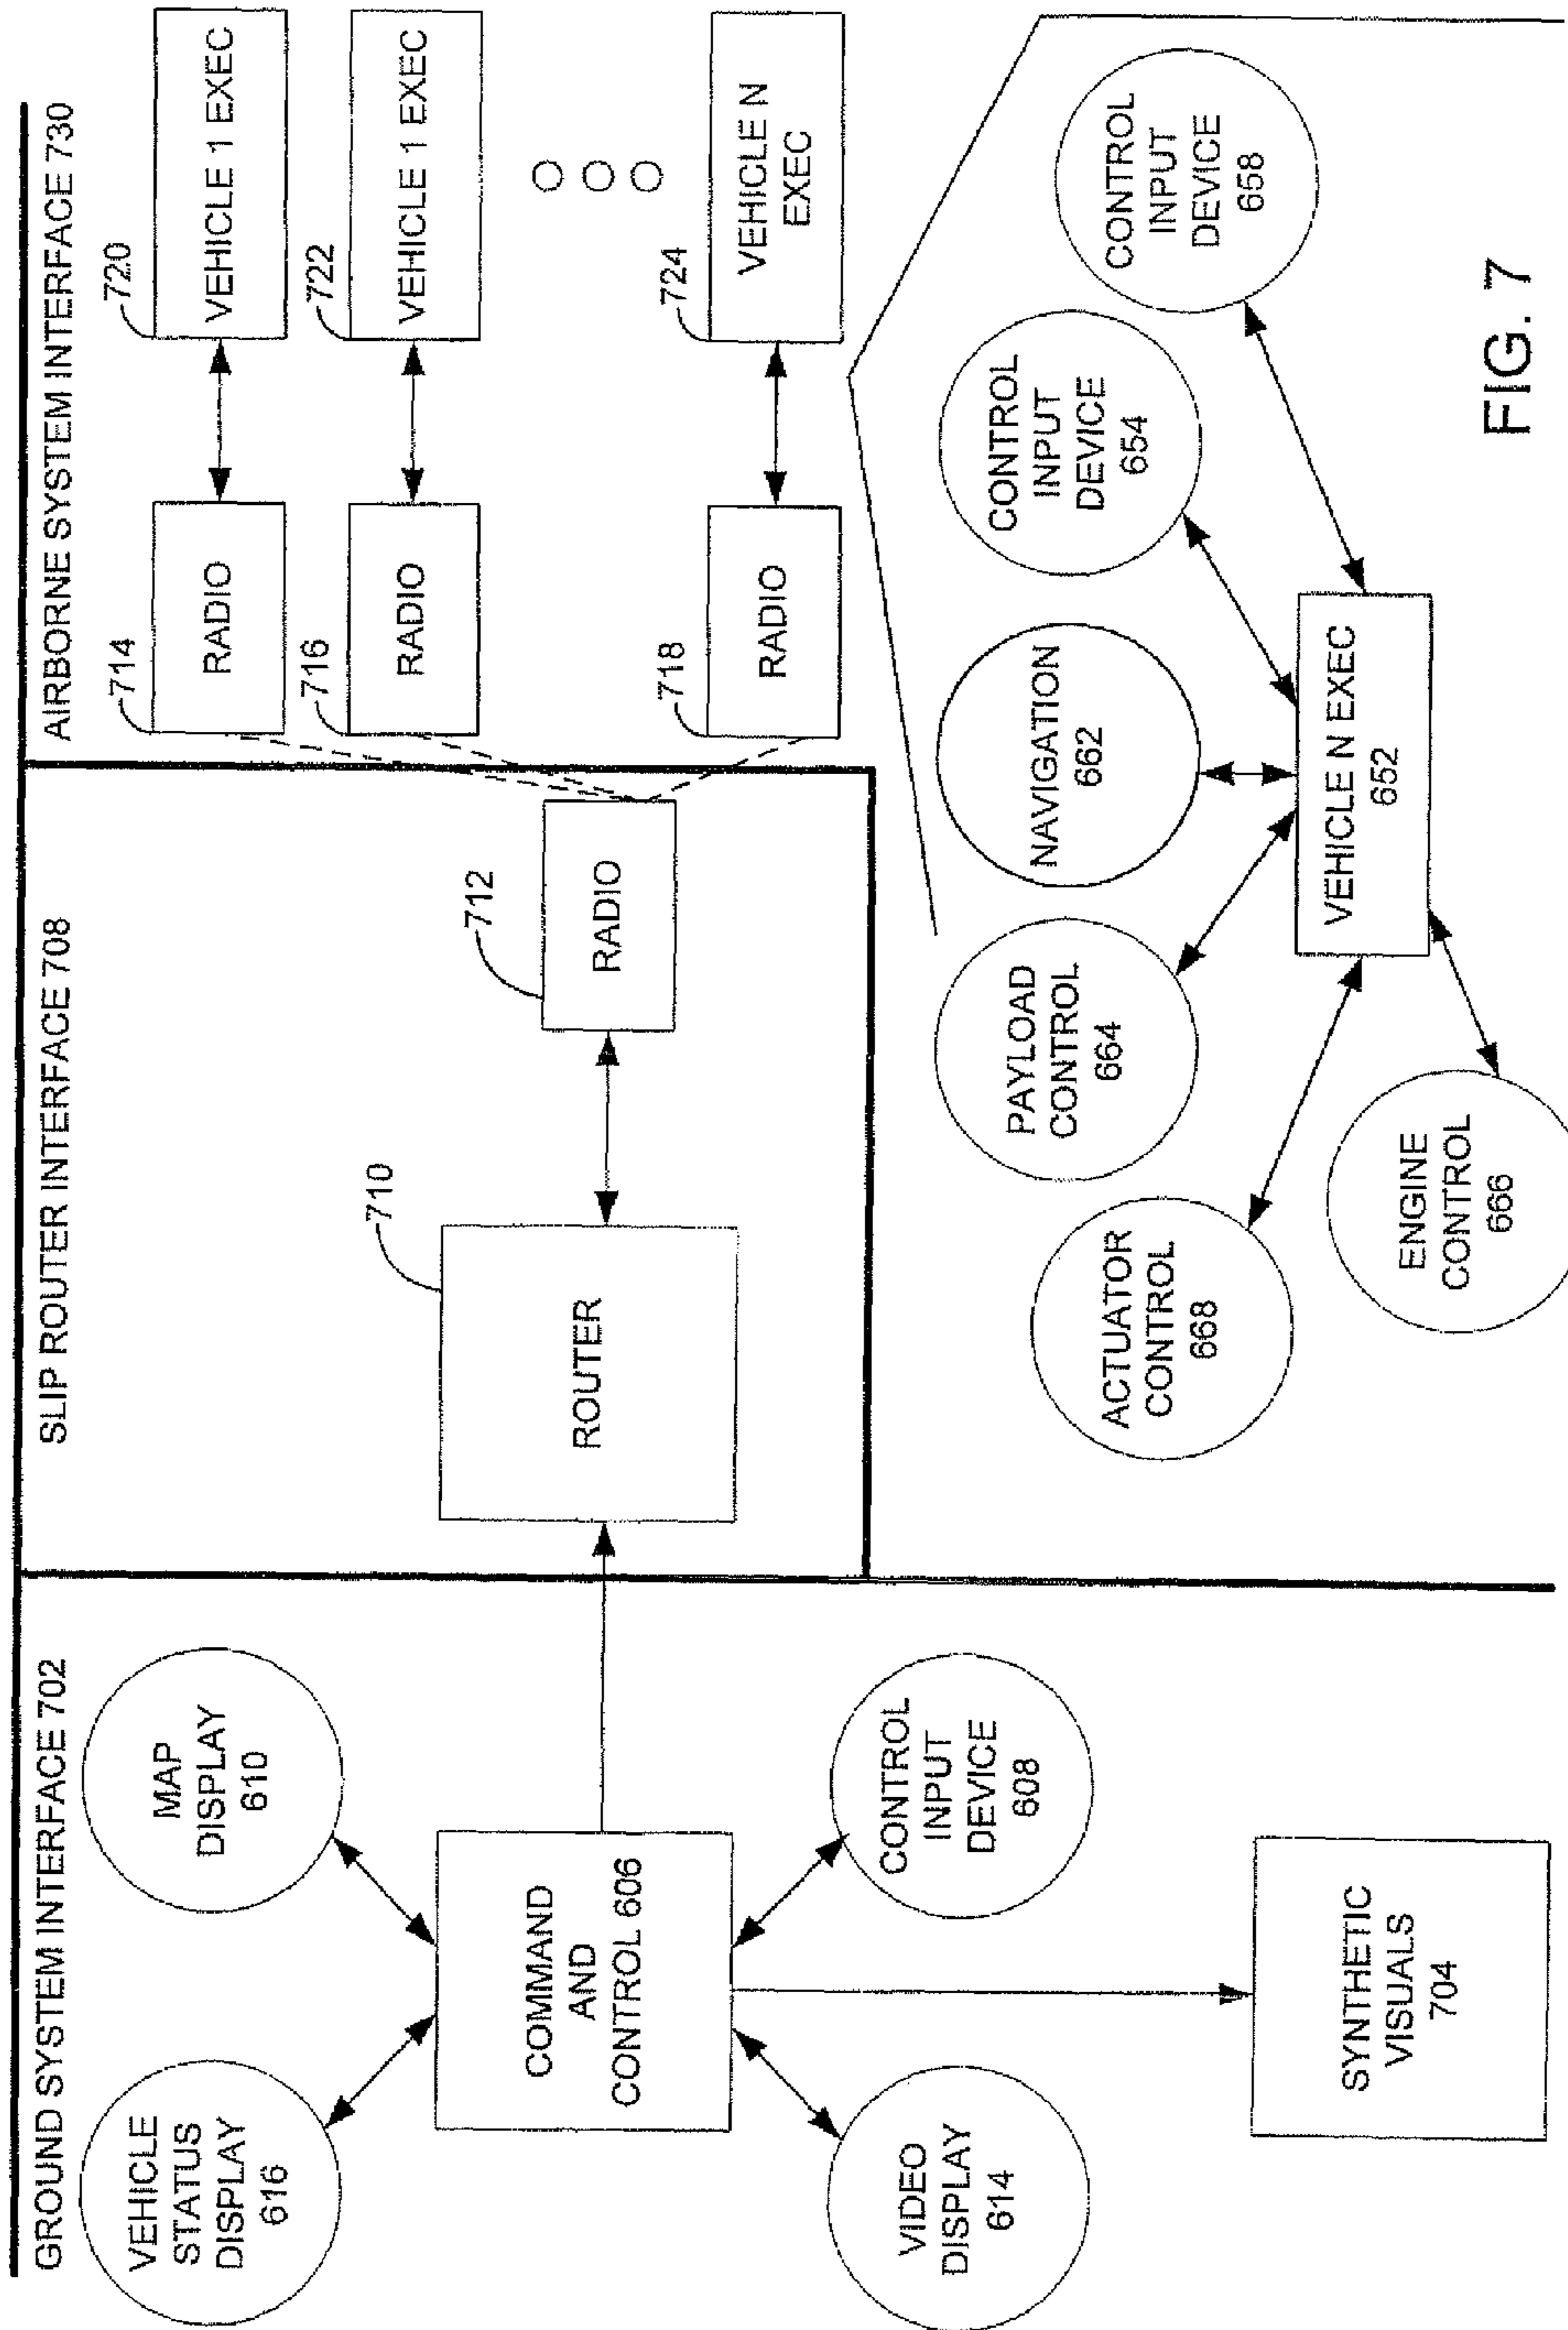 GROUND SYSTEM INTERFACE 702
VEHICLE
STATUS
DISPLAY
616
MAP
DISPLAY
610
COMMAND
AND
CONTROL 606
VIDEO
DISPLAY
614
CONTROL
INPUT
DEVICE
608
SYNTHETIC
VISUALS
704
SLIP ROUTER INTERFACE 708
710
ROUTER
712
RADIO
AIRBORNE SYSTEM INTERFACE 730
714
RADIO
720
VEHICLE 1 EXEC
716
RADIO
722
VEHICLE 1 EXEC
718
RADIO
724
VEHICLE N
EXEC
ACTUATOR
CONTROL
668
PAYLOAD
CONTROL
664
NAVIGATION
662
CONTROL
INPUT
DEVICE
654
CONTROL
INPUT
DEVICE
658
ENGINE
CONTROL
666
VEHICLE N EXEC
652
FIG. 7